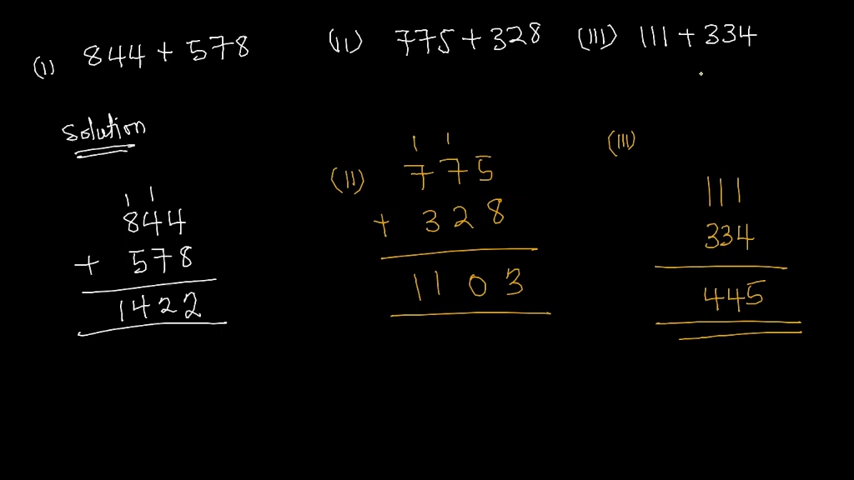 (I) 844 + 578
(II) 775 + 328
(III) 111 + 334
Solution
1 1
844
+ 578
1422
(II)
1 1
775
+ 328
1103
(III)
111
334
445